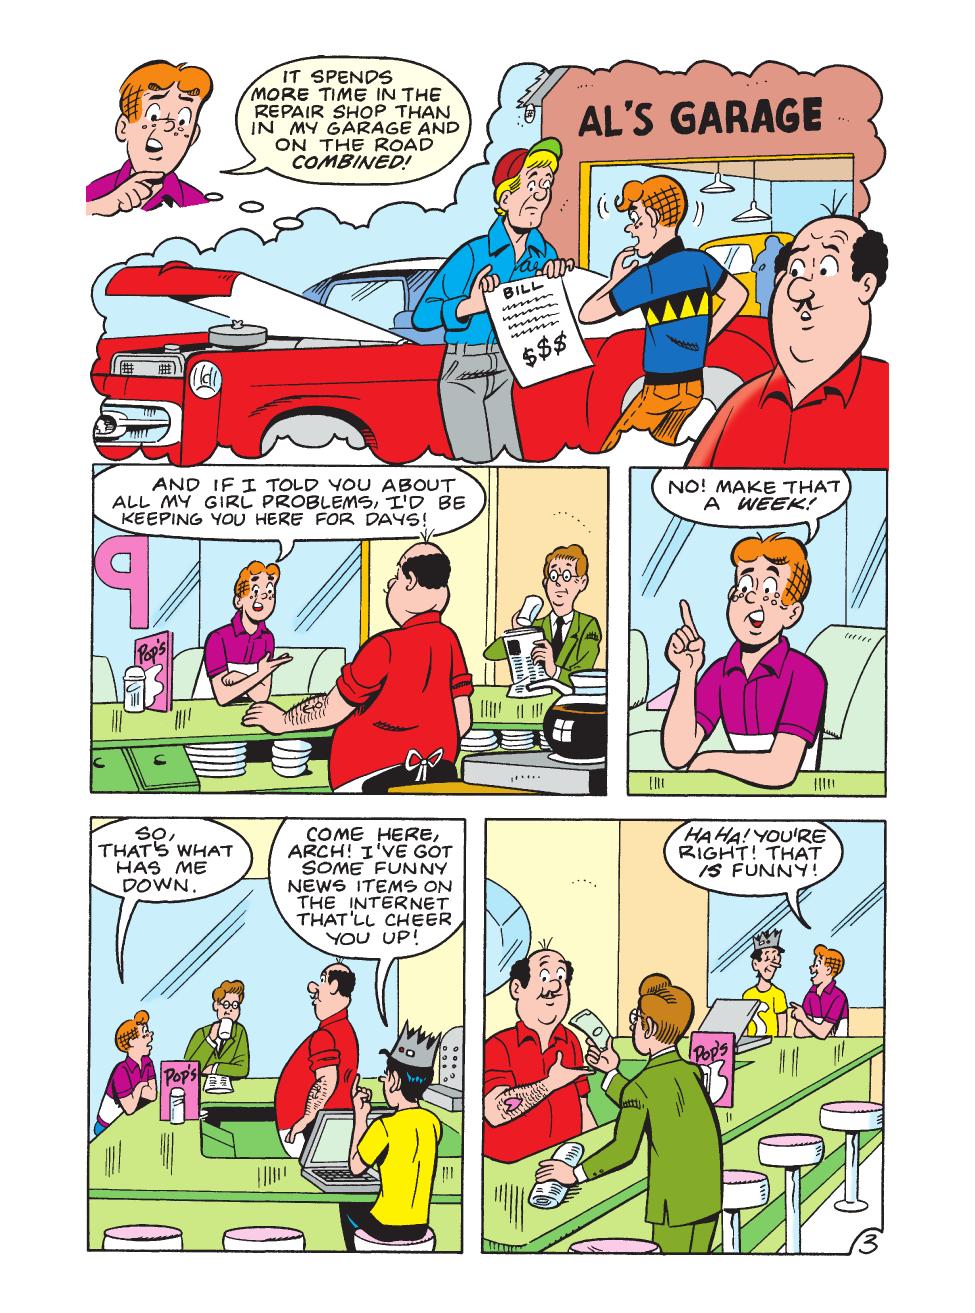 IT SPENDS
MORE TIME IN THE
REPAIR SHOP THAN
IN MY GARAGE AND
ON THE ROAD
COMBINED!
AL'S GARAGE
al
BILL
$$$
AND IF I TOLD YOU ABOUT
ALL MY GIRL PROBLEMS, I'D BE
KEEPING YOU HERE FOR DAYS!
P
Pop's
NO! MAKE THAT
A WEEK!
SO,
THAT'S WHAT
HAS ME
DOWN.
COME HERE,
ARCH! I'VE GOT
SOME FUNNY
NEWS ITEMS ON
THE INTERNET
THAT'LL CHEER
YOU UP!
Pop's
HA HA! YOU'RE
RIGHT! THAT
IS FUNNY!
S
Pop's
3